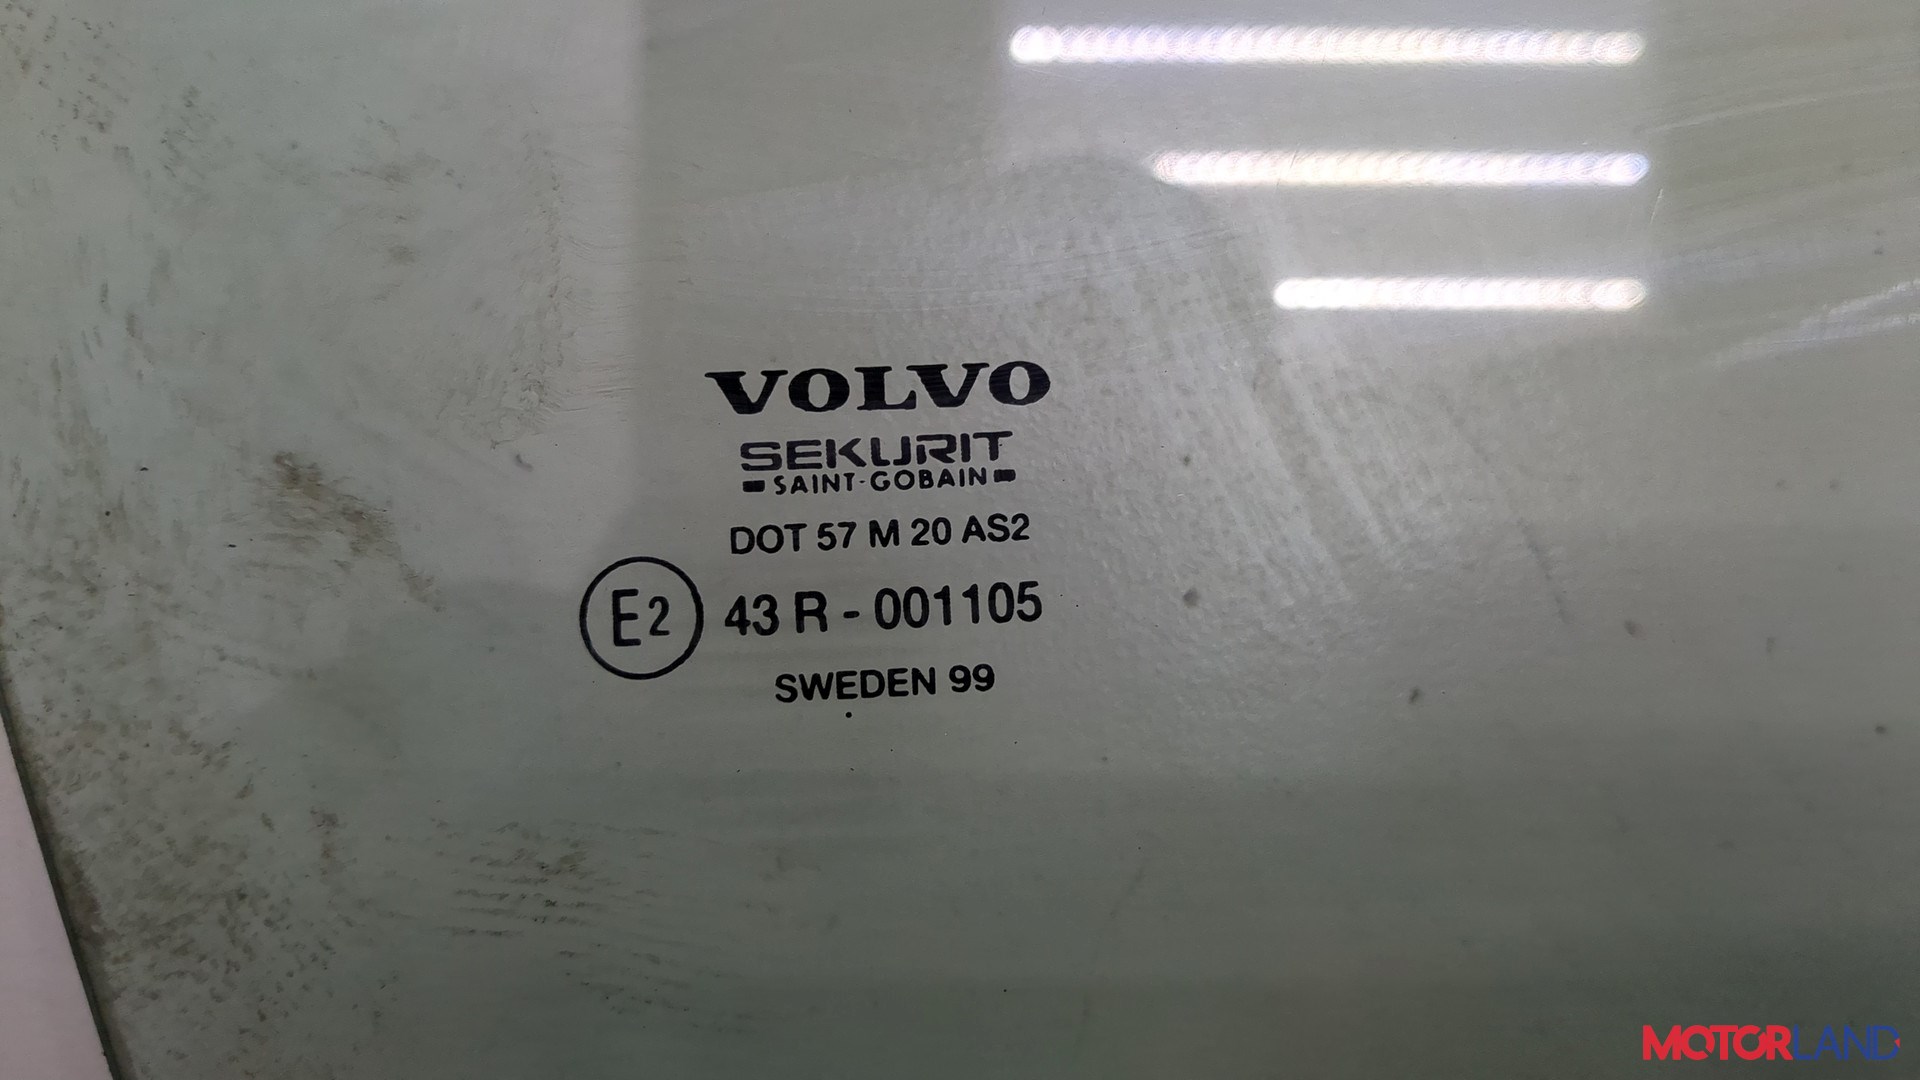 VOLVO
SEKURIT
SAINT-GOBAIN
DOT 57 M 20 AS2
E2 43 R - 001105
SWEDEN 99
MOTORLAND